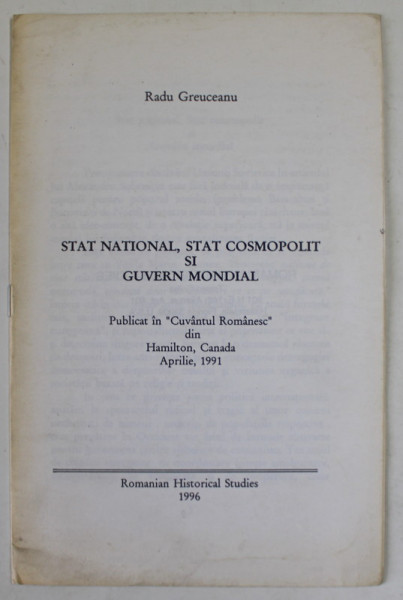 Radu Greuceanu
STAT NATIONAL, STAT COSMOPOLIT
SI
GUVERN MONDIAL
Publicat în "Cuvântul Românesc"
din
Hamilton, Canada
Aprilie, 1991
Romanian Historical Studies
1996